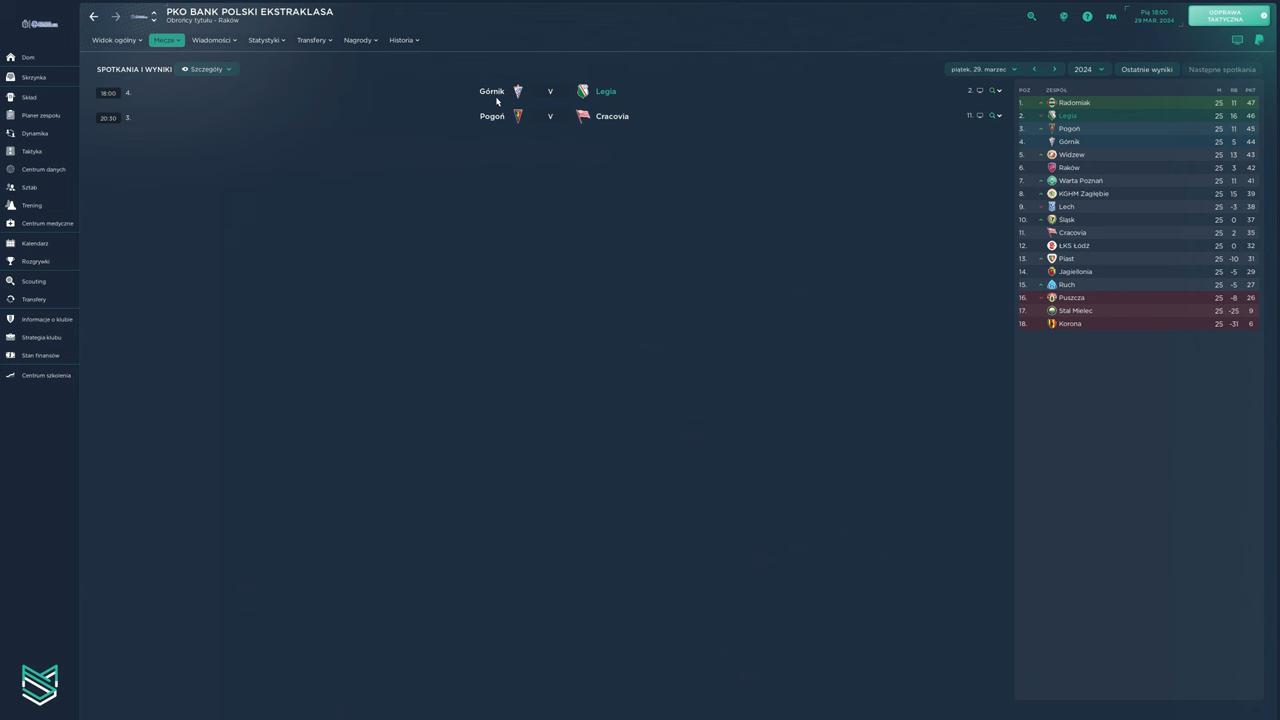 PKO BANK POLSKI EKSTRAKLASA
Obrońcy tytułu - Raków
FM
Pią 18:00
29 MAR, 2024
ODPRAWA
TAKTYCZNA
Widok ogólny
Mecze
Wiadomości
Statystyki
Transfery
Nagrody
Historia
Dom
Skrzynka
Skład
Planer zespołu
Dynamika
Taktyka
Centrum danych
Sztab
Trening
Centrum medyczne
Kalendarz
Rozgrywki
Scouting
Transfery
Informacje o klubie
Strategia klubu
Stan finansów
Centrum szkolenia
SPOTKANIA I WYNIKI
Szczegóły
piątek, 29. marzec
2024
Ostatnie wyniki
Następne spotkania
18:00 4. Górnik V Legia 2.
20:30 3. Pogoń V Cracovia 11.
POZ ZESPÓŁ M RB PKT
1. Radomiak 25 11 47
2. Legia 25 16 46
3. Pogoń 25 11 45
4. Górnik 25 5 44
5. Widzew 25 13 43
6. Raków 25 3 42
7. Warta Poznań 25 11 41
8. KGHM Zagłębie 25 15 39
9. Lech 25 -3 38
10. Śląsk 25 0 37
11. Cracovia 25 2 35
12. ŁKS Łódź 25 0 32
13. Piast 25 -10 31
14. Jagiellonia 25 -5 29
15. Ruch 25 -5 27
16. Puszcza 25 -8 26
17. Stal Mielec 25 -25 9
18. Korona 25 -31 6